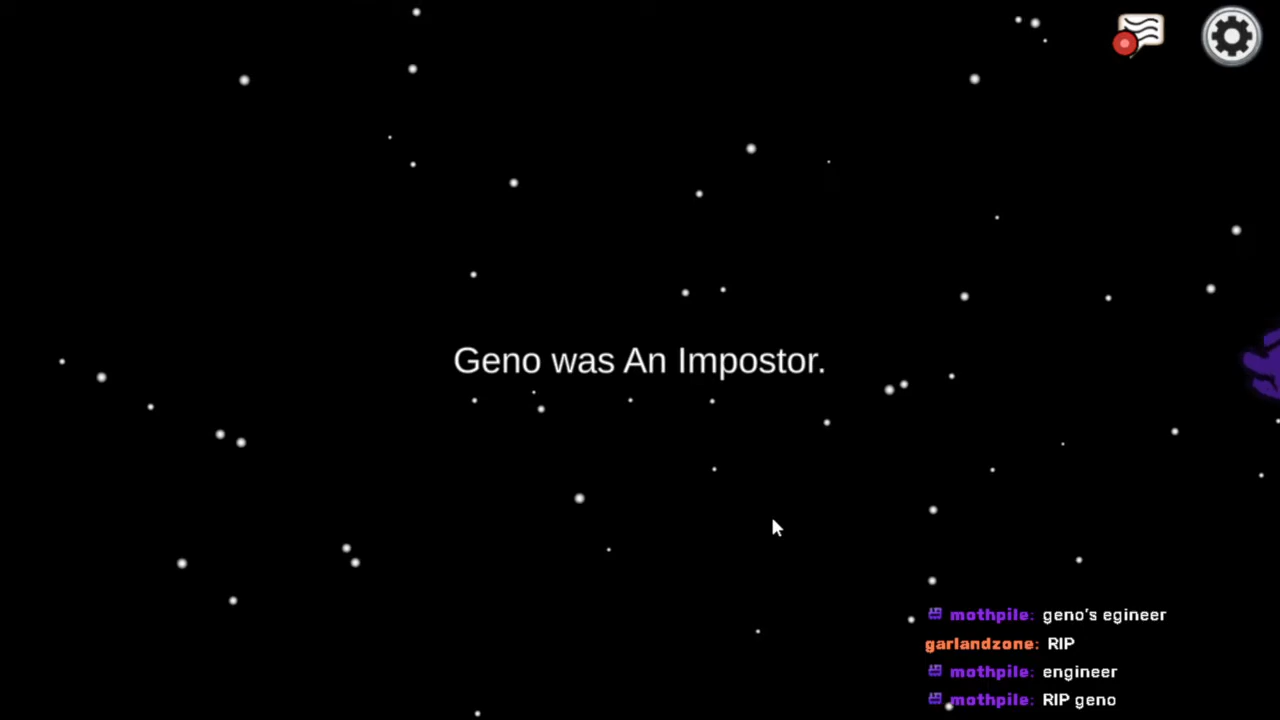 Geno was An Impostor.
mothpile: geno's egineer
garlandzone: RIP
mothpile: engineer
mothpile: RIP geno